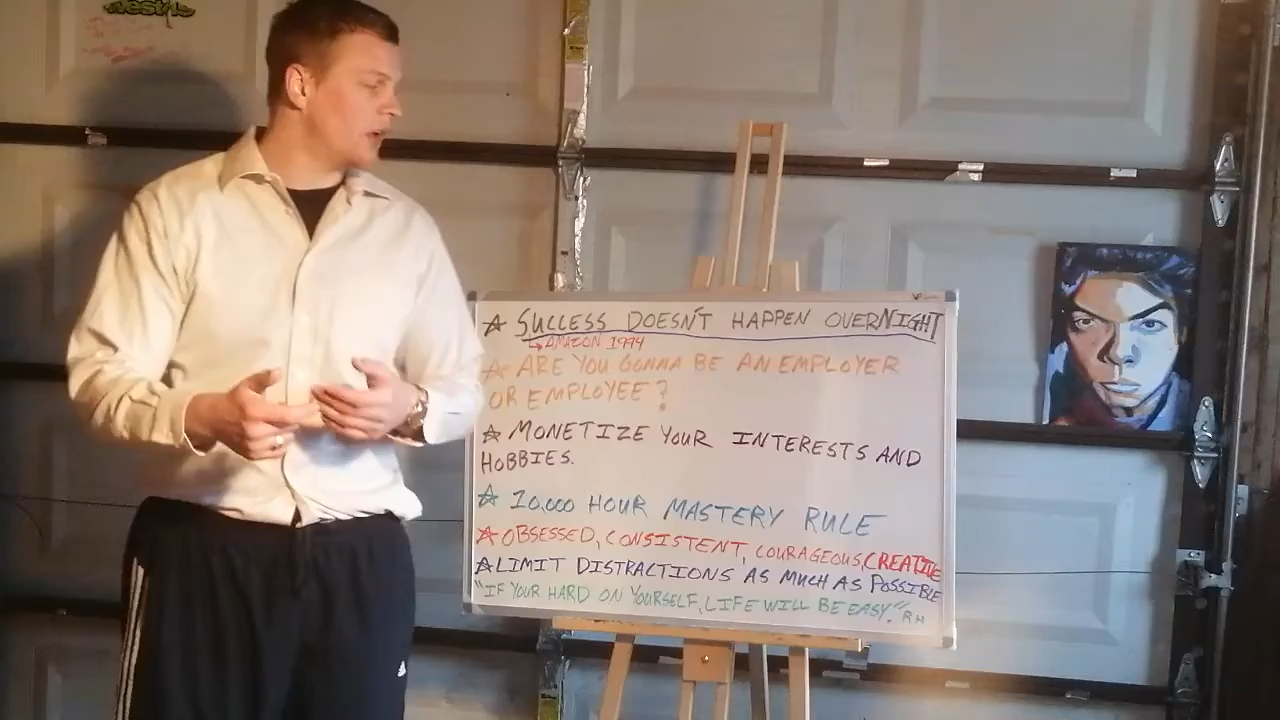 ☆ SUCCESS DOESN'T HAPPEN OVERNIGHT
↳ AMAZON 1994
☆ ARE YOU GONNA BE AN EMPLOYER
OR EMPLOYEE?
☆ MONETIZE YOUR INTERESTS AND
HOBBIES.
☆ 10,000 HOUR MASTERY RULE
☆ OBSESSED, CONSISTENT, COURAGEOUS, CREATIVE
☆ LIMIT DISTRACTIONS AS MUCH AS POSSIBLE
"IF YOUR HARD ON YOURSELF, LIFE WILL BE EASY". RH